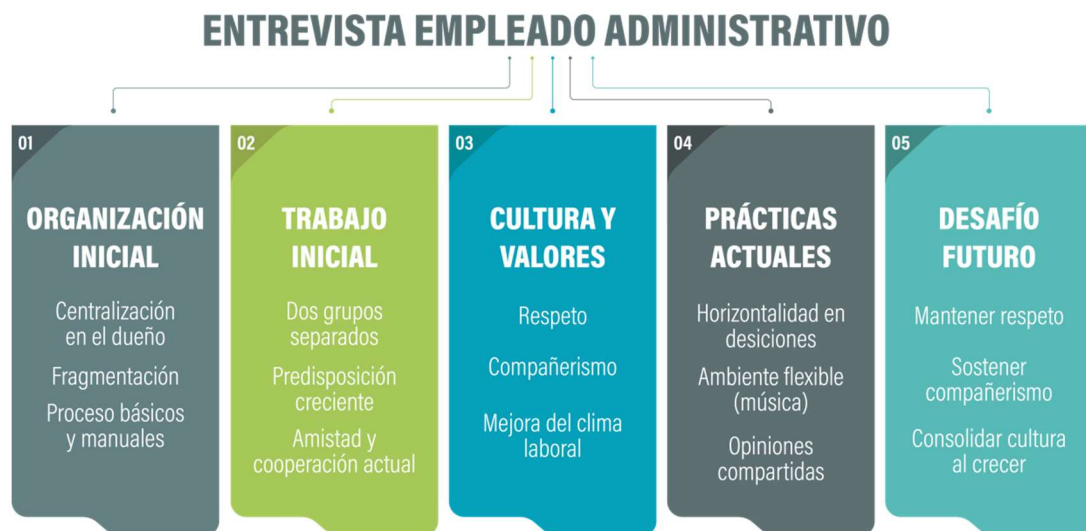 ENTREVISTA EMPLEADO ADMINISTRATIVO
01
ORGANIZACIÓN
INICIAL
Centralización
en el dueño
Fragmentación
Proceso básicos
y manuales
02
TRABAJO
INICIAL
Dos grupos
separados
Predisposición
creciente
Amistad y
cooperación actual
03
CULTURA Y
VALORES
Respeto
Compañerismo
Mejora del clima
laboral
04
PRÁCTICAS
ACTUALES
Horizontalidad en
desiciones
Ambiente flexible
(música)
Opiniones
compartidas
05
DESAFÍO
FUTURO
Mantener respeto
Sostener
compañerismo
Consolidar cultura
al crecer